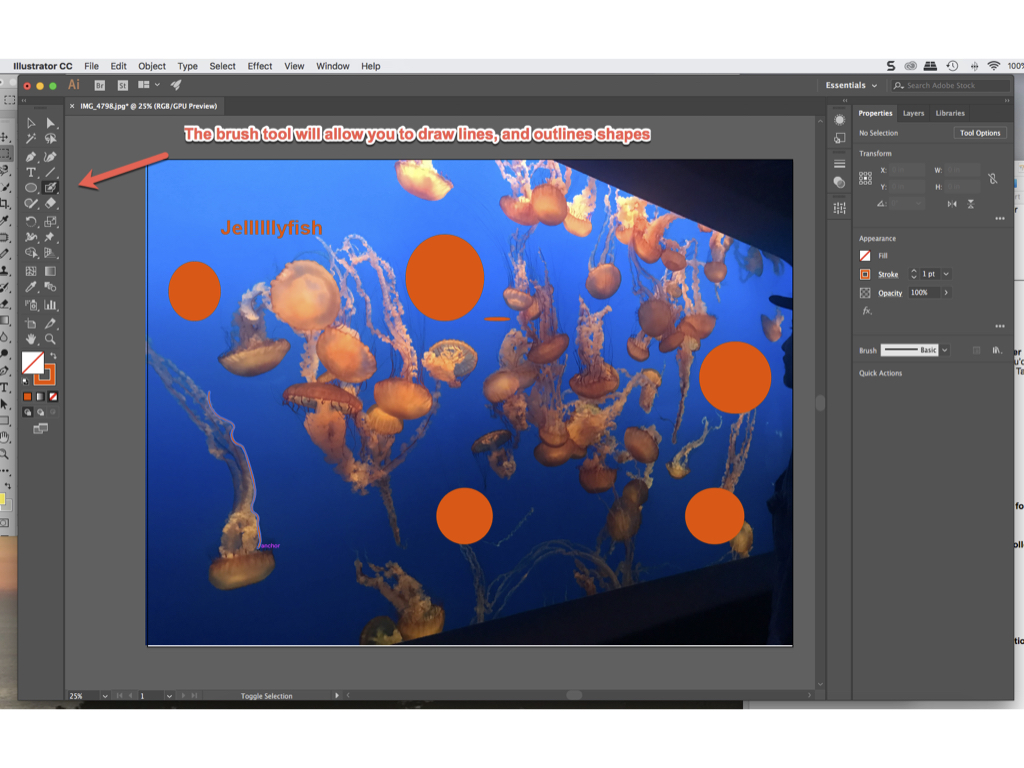 Illustrator CC File Edit Object Type Select Effect View Window Help 100%
Ai Br St Essentials Search Adobe Stock
× IMG_4798.jpg* @ 25% (RGB/GPU Preview)
The brush tool will allow you to draw lines, and outlines shapes
Jellllllyfish
anchor
Properties Layers Libraries
No Selection Tool Options
Transform
X: W:
Y: H:
Appearance
Fill
Stroke 1 pt
Opacity 100%
fx.
Brush Basic
Quick Actions
25% 1 Toggle Selection